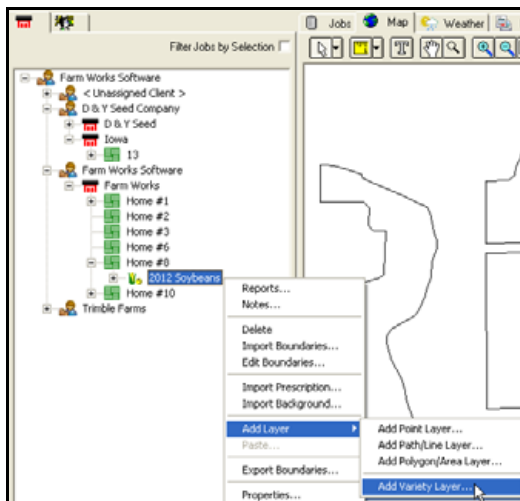 Jobs Map Weather
Filter Jobs by Selection
Farm Works Software
< Unassigned Client >
D & Y Seed Company
D & Y Seed
Iowa
13
Farm Works Software
Farm Works
Home #1
Home #2
Home #3
Home #6
Home #8
2012 Soybeans
Home #10
Trimble Farms
Reports...
Notes...
Delete
Import Boundaries...
Edit Boundaries...
Import Prescription...
Import Background...
Add Layer
Paste...
Export Boundaries...
Properties...
Add Point Layer...
Add Path/Line Layer...
Add Polygon/Area Layer...
Add Variety Layer...